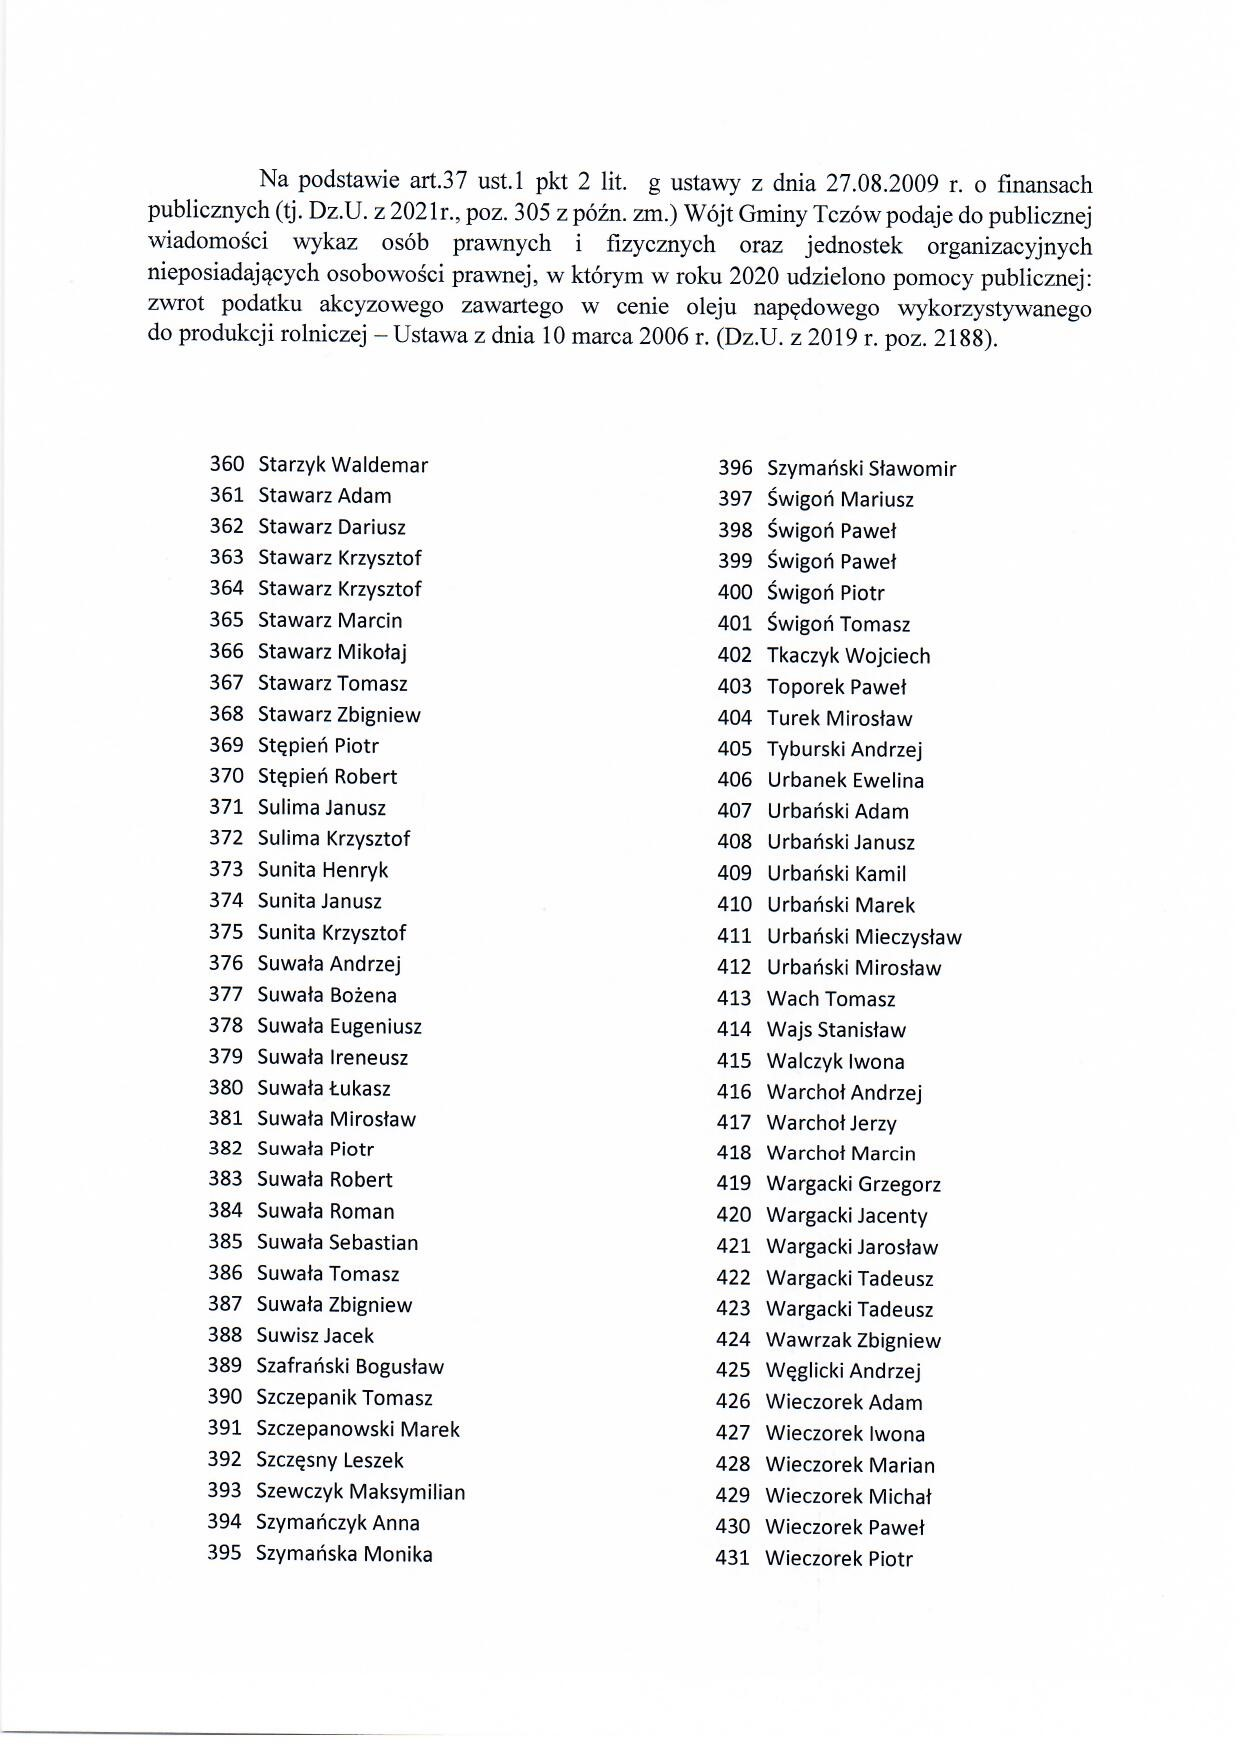 Na podstawie art.37 ust.1 pkt 2 lit. g ustawy z dnia 27.08.2009 r. o finansach
publicznych (tj. Dz.U. z 2021r., poz. 305 z późn. zm.) Wójt Gminy Tczów podaje do publicznej
wiadomości wykaz osób prawnych i fizycznych oraz jednostek organizacyjnych
nieposiadających osobowości prawnej, w którym w roku 2020 udzielono pomocy publicznej:
zwrot podatku akcyzowego zawartego w cenie oleju napędowego wykorzystywanego
do produkcji rolniczej – Ustawa z dnia 10 marca 2006 r. (Dz.U. z 2019 r. poz. 2188).
360 Starzyk Waldemar
361 Stawarz Adam
362 Stawarz Dariusz
363 Stawarz Krzysztof
364 Stawarz Krzysztof
365 Stawarz Marcin
366 Stawarz Mikołaj
367 Stawarz Tomasz
368 Stawarz Zbigniew
369 Stępień Piotr
370 Stępień Robert
371 Sulima Janusz
372 Sulima Krzysztof
373 Sunita Henryk
374 Sunita Janusz
375 Sunita Krzysztof
376 Suwała Andrzej
377 Suwała Bożena
378 Suwała Eugeniusz
379 Suwała Ireneusz
380 Suwała Łukasz
381 Suwała Mirosław
382 Suwała Piotr
383 Suwała Robert
384 Suwała Roman
385 Suwała Sebastian
386 Suwała Tomasz
387 Suwała Zbigniew
388 Suwisz Jacek
389 Szafrański Bogusław
390 Szczepanik Tomasz
391 Szczepanowski Marek
392 Szczęsny Leszek
393 Szewczyk Maksymilian
394 Szymańczyk Anna
395 Szymańska Monika
396 Szymański Sławomir
397 Świgoń Mariusz
398 Świgoń Paweł
399 Świgoń Paweł
400 Świgoń Piotr
401 Świgoń Tomasz
402 Tkaczyk Wojciech
403 Toporek Paweł
404 Turek Mirosław
405 Tyburski Andrzej
406 Urbanek Ewelina
407 Urbański Adam
408 Urbański Janusz
409 Urbański Kamil
410 Urbański Marek
411 Urbański Mieczysław
412 Urbański Mirosław
413 Wach Tomasz
414 Wajs Stanisław
415 Walczyk Iwona
416 Warchoł Andrzej
417 Warchoł Jerzy
418 Warchoł Marcin
419 Wargacki Grzegorz
420 Wargacki Jacenty
421 Wargacki Jarosław
422 Wargacki Tadeusz
423 Wargacki Tadeusz
424 Wawrzak Zbigniew
425 Węglicki Andrzej
426 Wieczorek Adam
427 Wieczorek Iwona
428 Wieczorek Marian
429 Wieczorek Michał
430 Wieczorek Paweł
431 Wieczorek Piotr